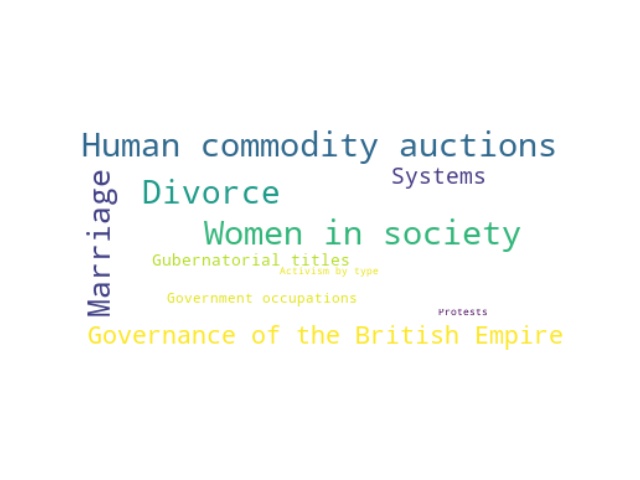 Human commodity auctions
Systems
Marriage
Divorce
Women in society
Gubernatorial titles
Activism by type
Government occupations
Protests
Governance of the British Empire